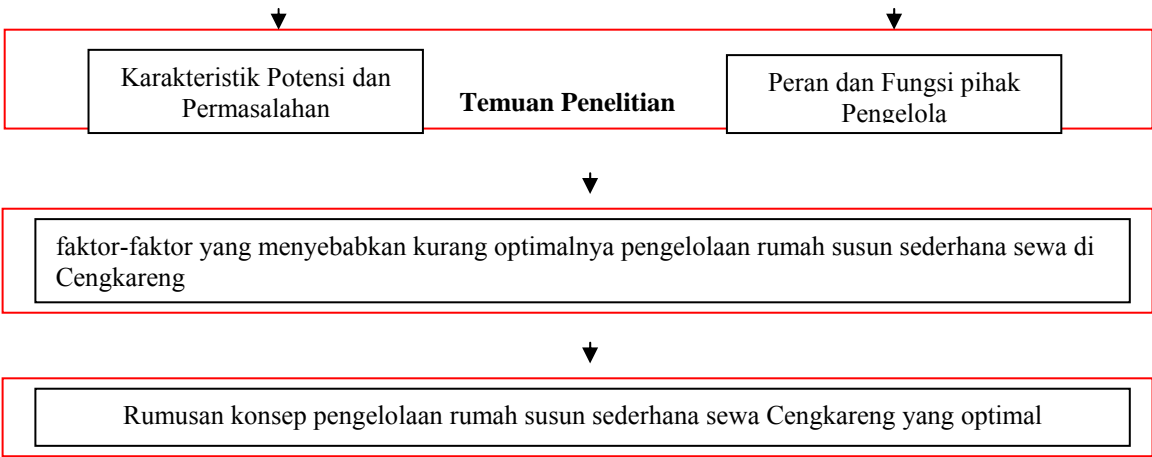 Karakteristik Potensi dan
Permasalahan
Temuan Penelitian
Peran dan Fungsi pihak
Pengelola
faktor-faktor yang menyebabkan kurang optimalnya pengelolaan rumah susun sederhana sewa di
Cengkareng
Rumusan konsep pengelolaan rumah susun sederhana sewa Cengkareng yang optimal